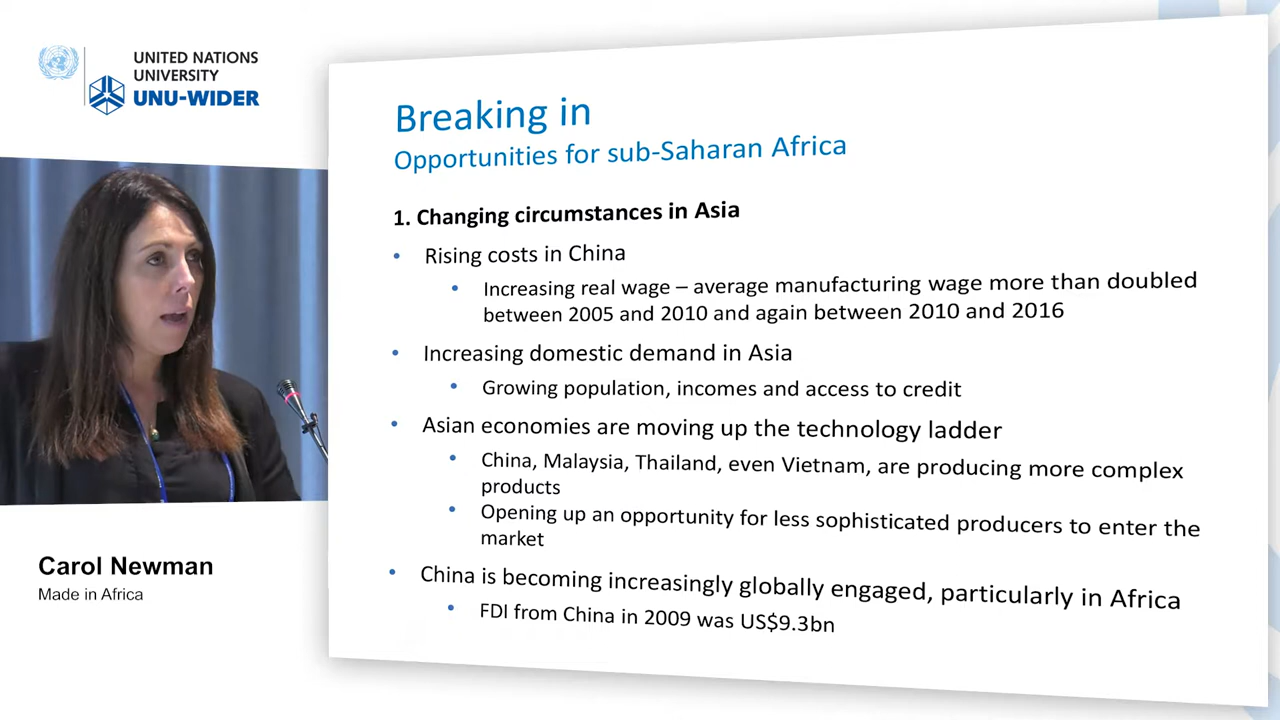 UNITED NATIONS
UNIVERSITY
UNU-WIDER
Carol Newman
Made in Africa
Breaking in
Opportunities for sub-Saharan Africa
1. Changing circumstances in Asia
• Rising costs in China
• Increasing real wage – average manufacturing wage more than doubled
between 2005 and 2010 and again between 2010 and 2016
• Increasing domestic demand in Asia
• Growing population, incomes and access to credit
• Asian economies are moving up the technology ladder
• China, Malaysia, Thailand, even Vietnam, are producing more complex
products
• Opening up an opportunity for less sophisticated producers to enter the
market
• China is becoming increasingly globally engaged, particularly in Africa
• FDI from China in 2009 was US$9.3bn